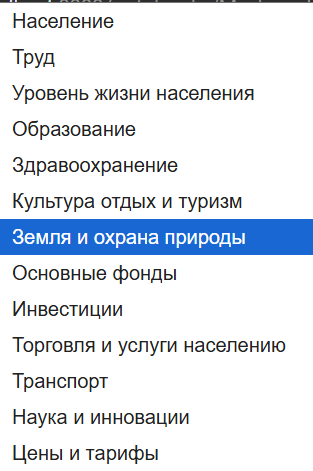 Население
Труд
Уровень жизни населения
Образование
Здравоохранение
Культура отдых и туризм
Земля и охрана природы
Основные фонды
Инвестиции
Торговля и услуги населению
Транспорт
Наука и инновации
Цены и тарифы